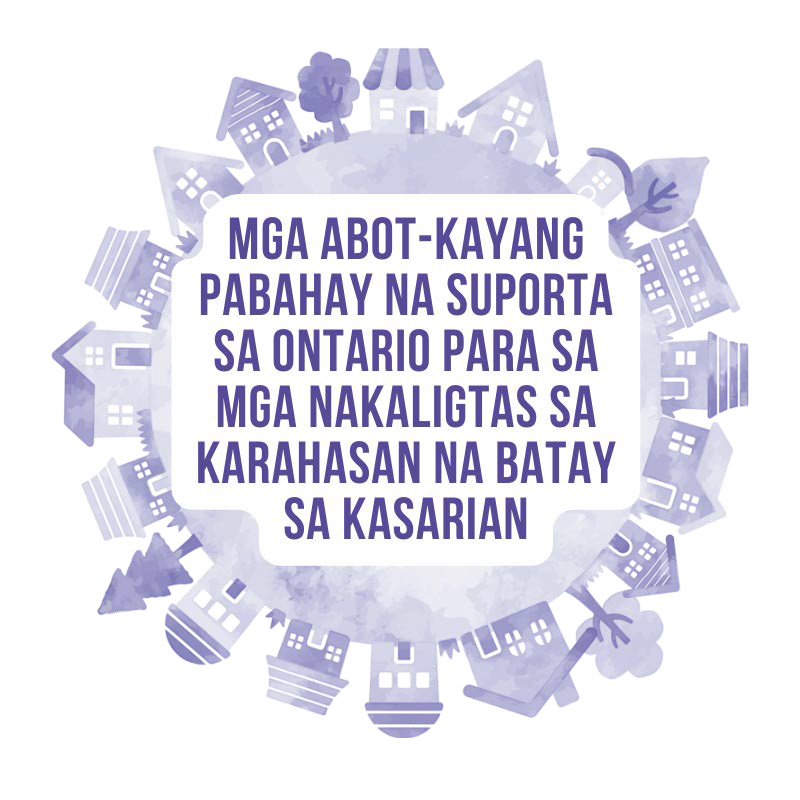 MGA ABOT-KAYANG
PABAHAY NA SUPORTA
SA ONTARIO PARA SA
MGA NAKALIGTAS SA
KARAHASAN NA BATAY
SA KASARIAN